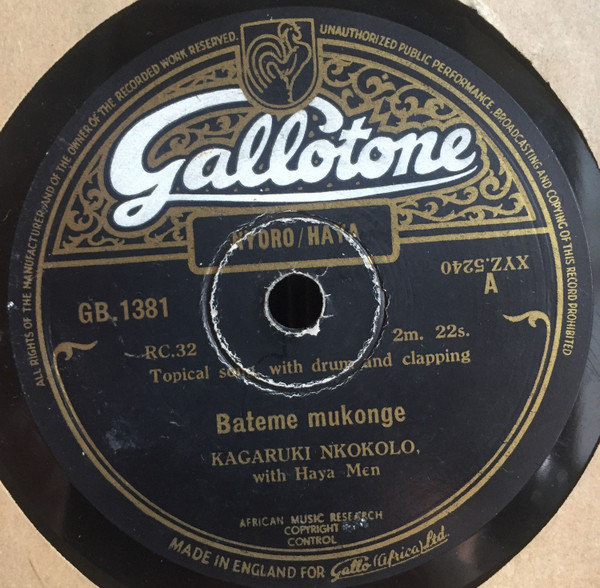 ALL RIGHTS OF THE MANUFACTURER AND OF THE OWNER OF THE RECORDED WORK RESERVED. UNAUTHORIZED PUBLIC PERFORMANCE, BROADCASTING AND COPYING OF THIS RECORD PROHIBITED
Gallotone
NYORO/HAYA
GB.1381
XYZ.5240
A
RC.32
2m. 22s.
Topical song with drum and clapping
Bateme mukonge
KAGARUKI NKOKOLO,
with Haya Men
AFRICAN MUSIC RESEARCH
COPYRIGHT
CONTROL
MADE IN ENGLAND FOR Gallo (Africa) Ltd.